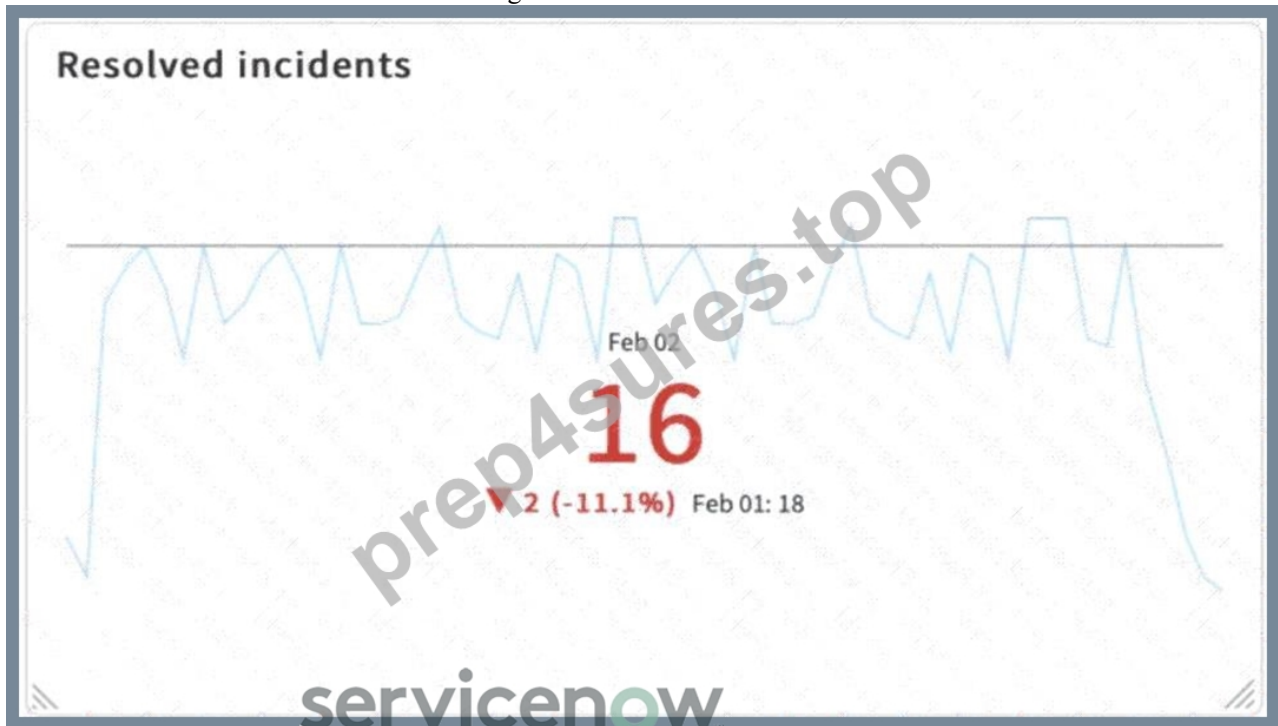 Resolved incidents
Feb 02
16
▼ 2 (-11.1%) Feb 01: 18
prep4sures.top
servicenow